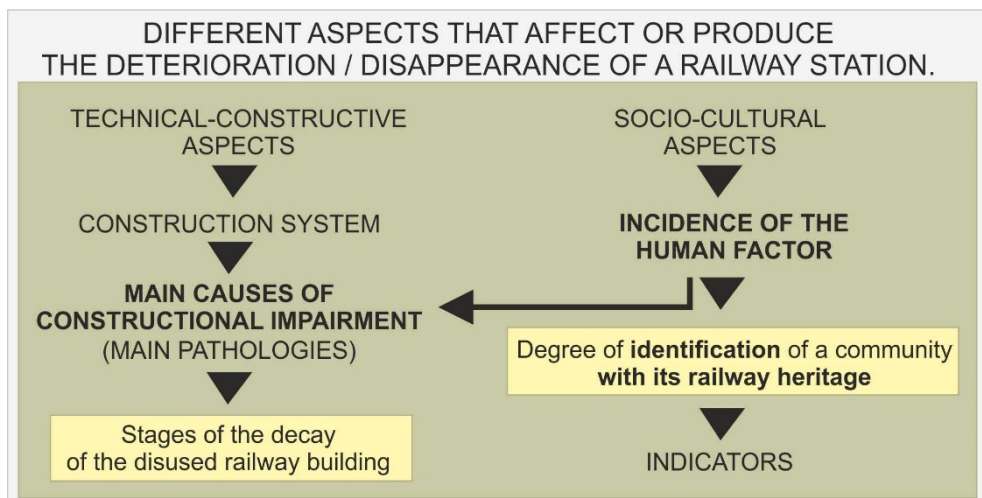 DIFFERENT ASPECTS THAT AFFECT OR PRODUCE
THE DETERIORATION / DISAPPEARANCE OF A RAILWAY STATION.
TECHNICAL-CONSTRUCTIVE
ASPECTS
CONSTRUCTION SYSTEM
MAIN CAUSES OF
CONSTRUCTIONAL IMPAIRMENT
(MAIN PATHOLOGIES)
Stages of the decay
of the disused railway building
SOCIO-CULTURAL
ASPECTS
INCIDENCE OF THE
HUMAN FACTOR
Degree of identification of a community
with its railway heritage
INDICATORS